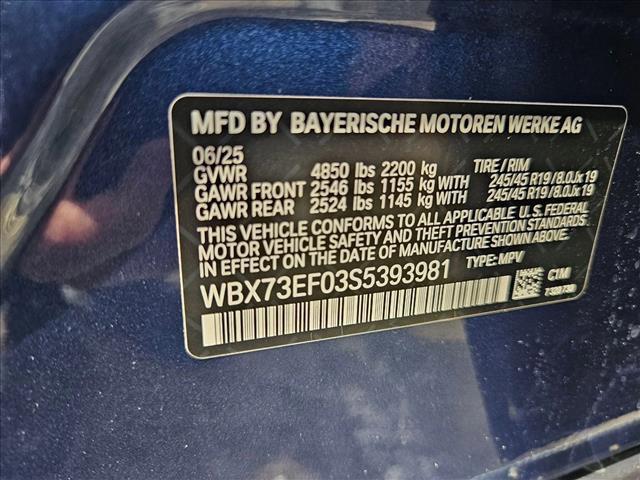 MFD BY BAYERISCHE MOTOREN WERKE AG
06/25 TIRE / RIM
GVWR 4850 lbs 2200 kg
GAWR FRONT 2546 lbs 1155 kg WITH 245/45 R19/8.0Jx19
GAWR REAR 2524 lbs 1145 kg WITH 245/45 R19/8.0Jx19
THIS VEHICLE CONFORMS TO ALL APPLICABLE U.S. FEDERAL
MOTOR VEHICLE SAFETY AND THEFT PREVENTION STANDARDS
IN EFFECT ON THE DATE OF MANUFACTURE SHOWN ABOVE.
WBX73EF03S5393981 TYPE: MPV
C1M